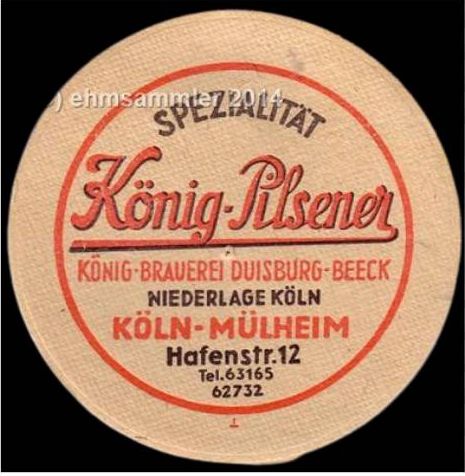 ) ehmsammler 2014
SPEZIALITÄT
König-Pilsener
KÖNIG-BRAUEREI DUISBURG-BEECK
NIEDERLAGE KÖLN
KÖLN-MÜLHEIM
Hafenstr.12
Tel.63165
62732